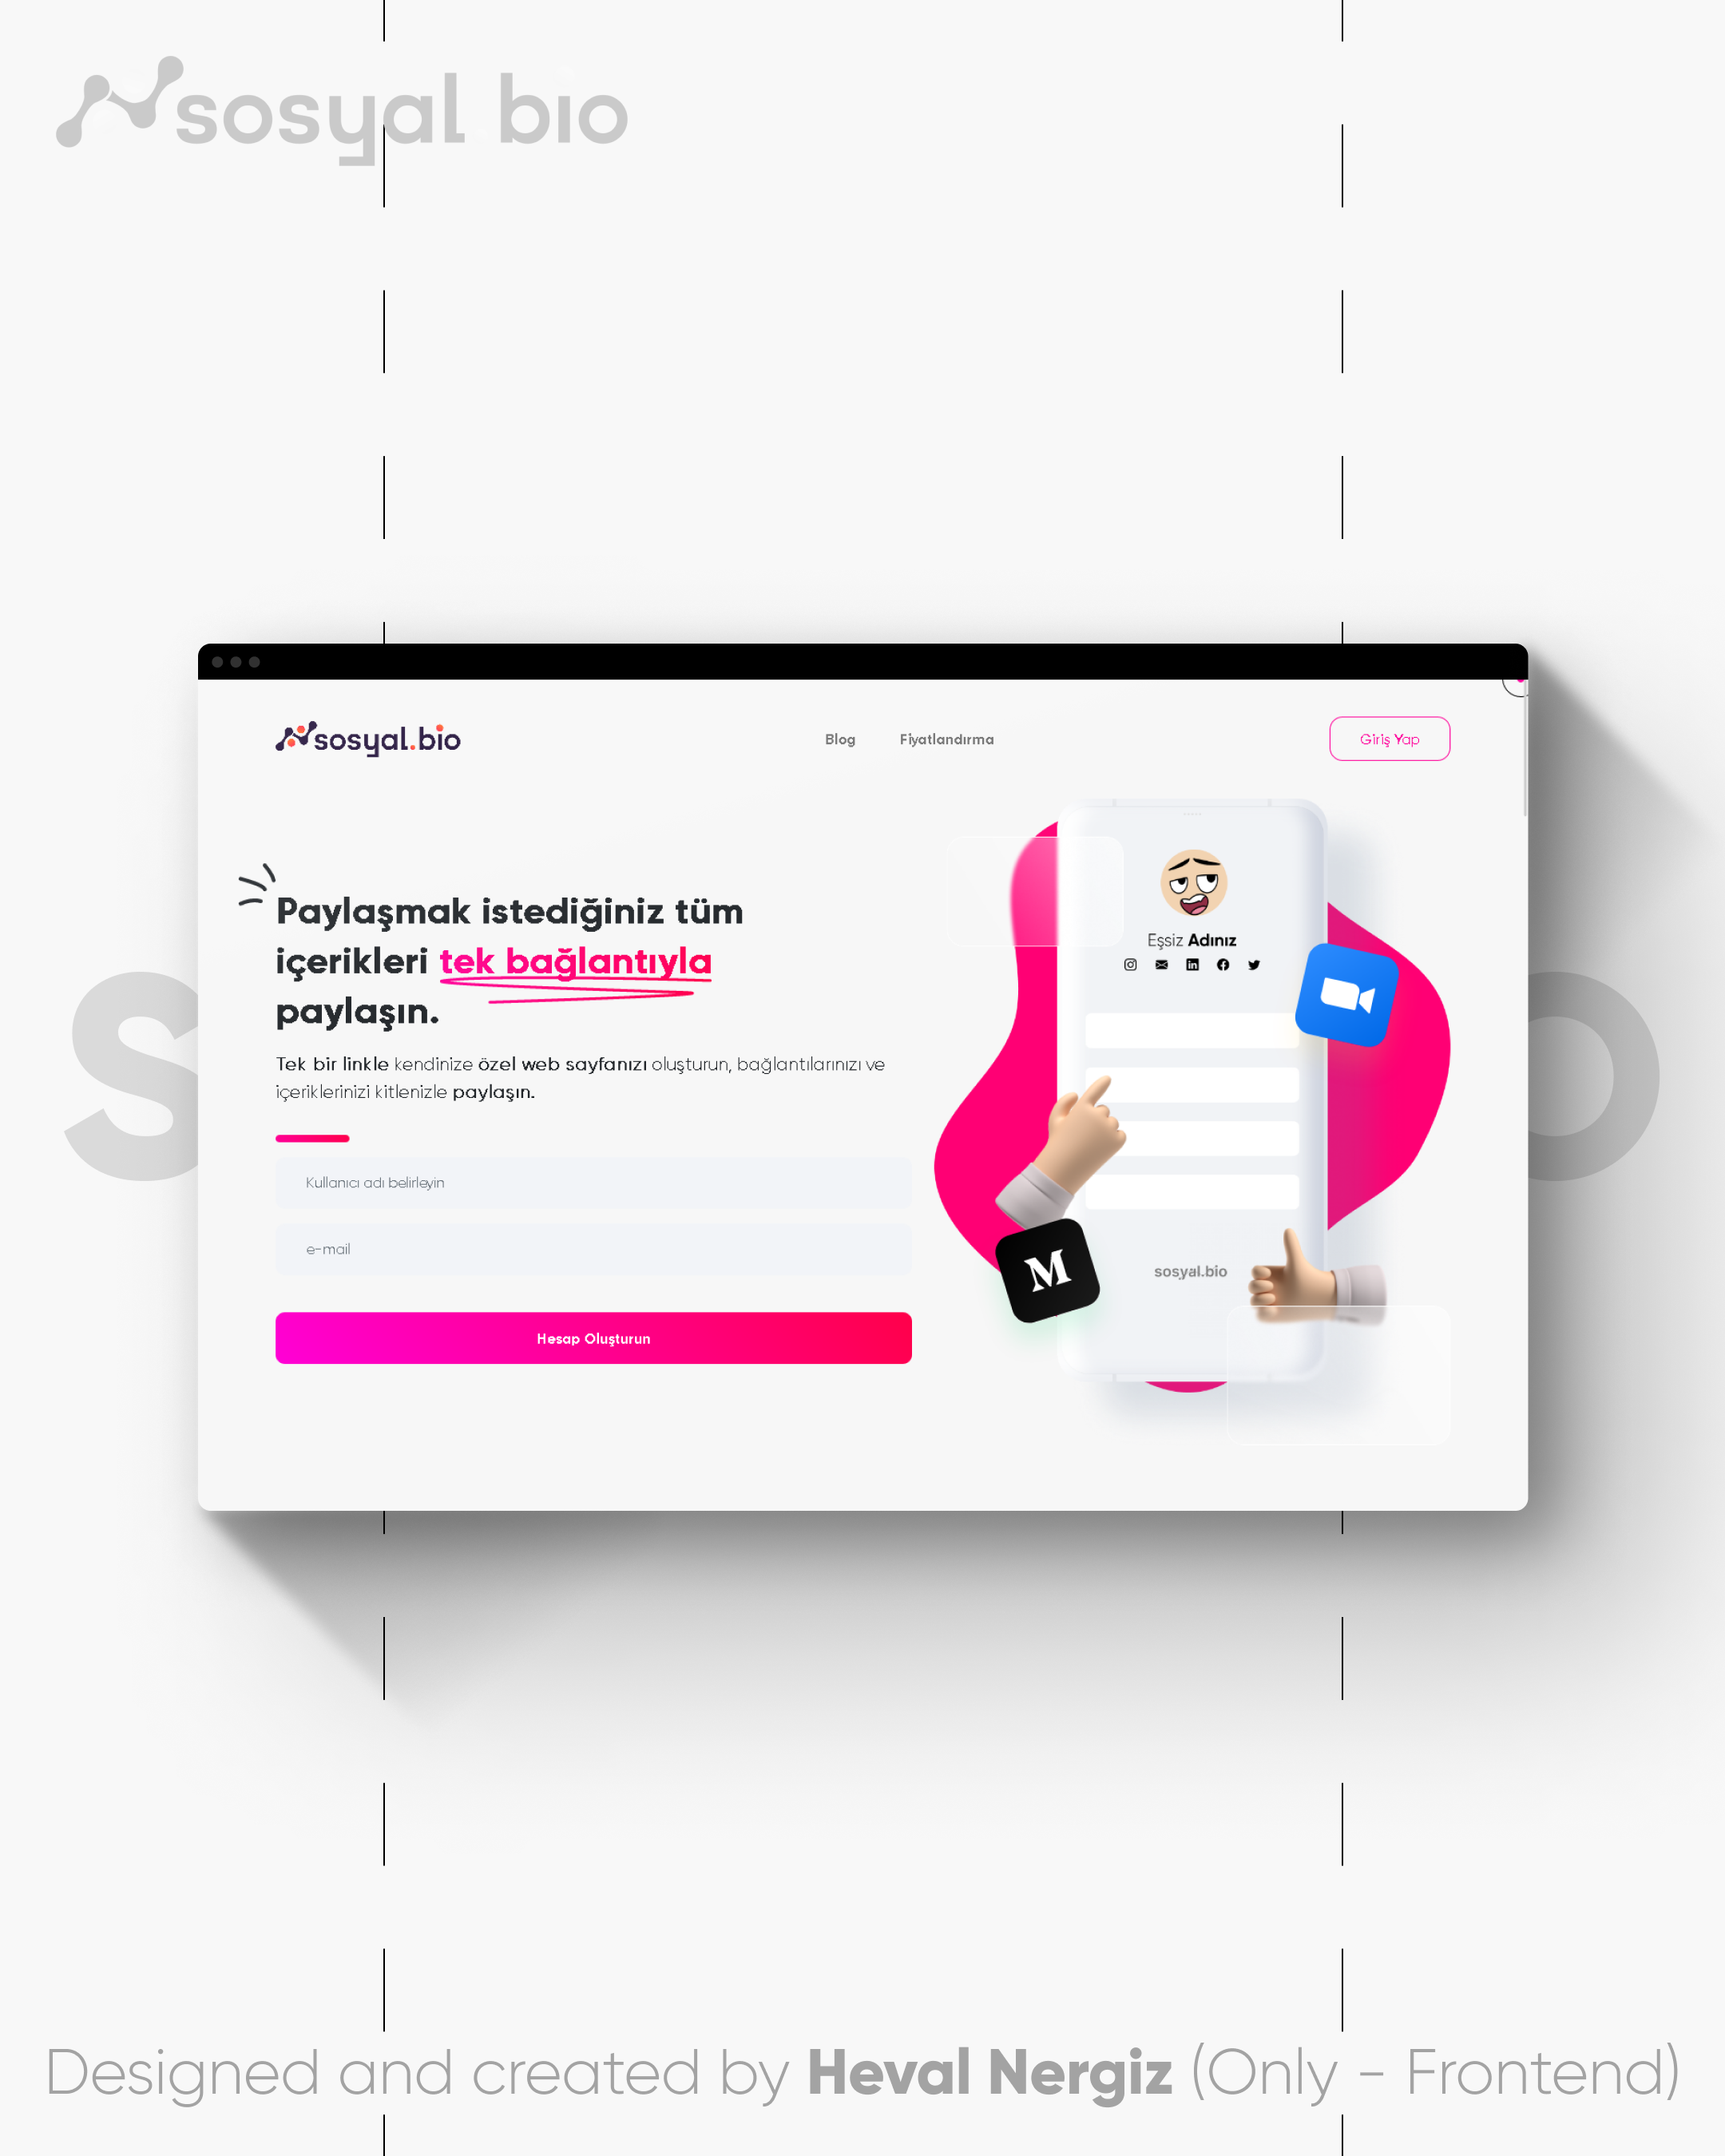 sosyal bio
sosyal.bio
Blog
Fiyatlandırma
Giriş Yap
Paylaşmak istediğiniz tüm
içerikleri tek bağlantıyla
paylaşın.
Tek bir linkle kendinize özel web sayfanızı oluşturun, bağlantılarınızı ve
içeriklerinizi kitlenizle paylaşın.
Kullanıcı adı belirleyin
e-mail
Hesap Oluşturun
Eşsiz Adınız
M
sosyal.bio
s
o
Designed and created by Heval Nergiz (Only - Frontend)